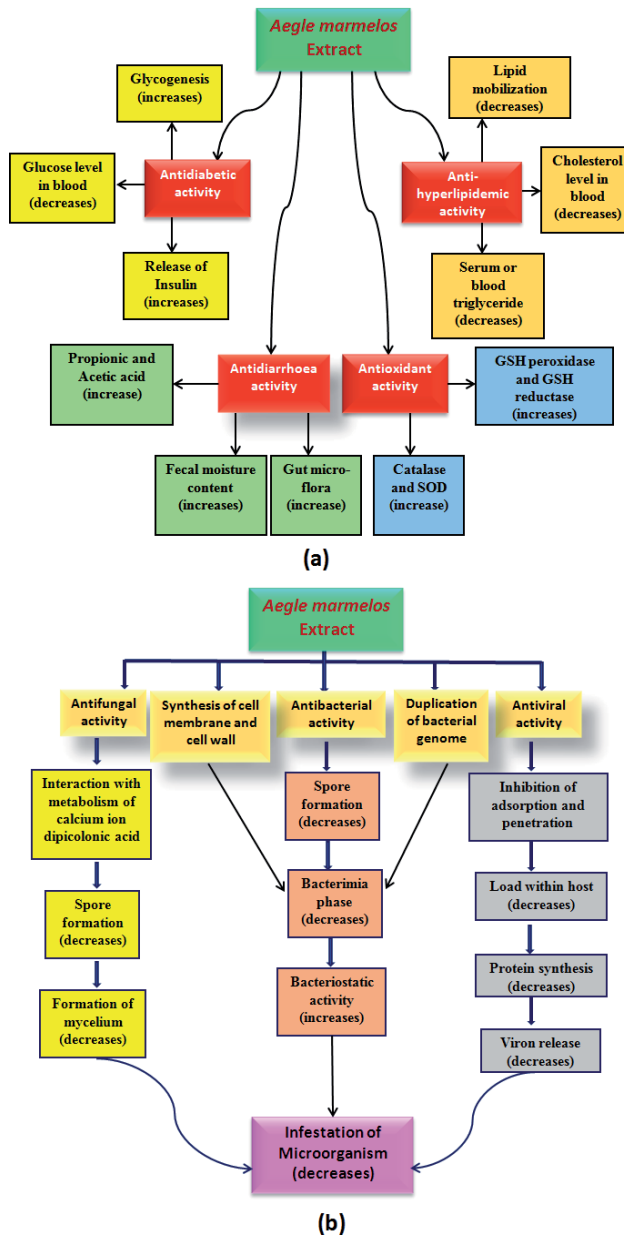 Aegle marmelos
Extract
Glycogenesis
(increases)
Lipid
mobilization
(decreases)
Glucose level
in blood
(decreases)
Antidiabetic
activity
Anti-
hyperlipidemic
activity
Cholesterol
level in
blood
(decreases)
Release of
Insulin
(increases)
Serum or
blood
triglyceride
(decreases)
Propionic and
Acetic acid
(increase)
Antidiarrhoea
activity
Antioxidant
activity
GSH peroxidase
and GSH
reductase
(increases)
Fecal moisture
content
(increases)
Gut micro-
flora
(increase)
Catalase
and SOD
(increase)
(a)
Aegle marmelos
Extract
Antifungal
activity
Synthesis of cell
membrane and
cell wall
Antibacterial
activity
Duplication
of bacterial
genome
Antiviral
activity
Interaction with
metabolism of
calcium ion
dipicolonic acid
Spore
formation
(decreases)
Inhibition of
adsorption and
penetration
Spore
formation
(decreases)
Bacterimia
phase
(decreases)
Load within host
(decreases)
Formation of
mycelium
(decreases)
Bacteriostatic
activity
(increases)
Protein synthesis
(decreases)
Viron release
(decreases)
Infestation of
Microorganism
(decreases)
(b)